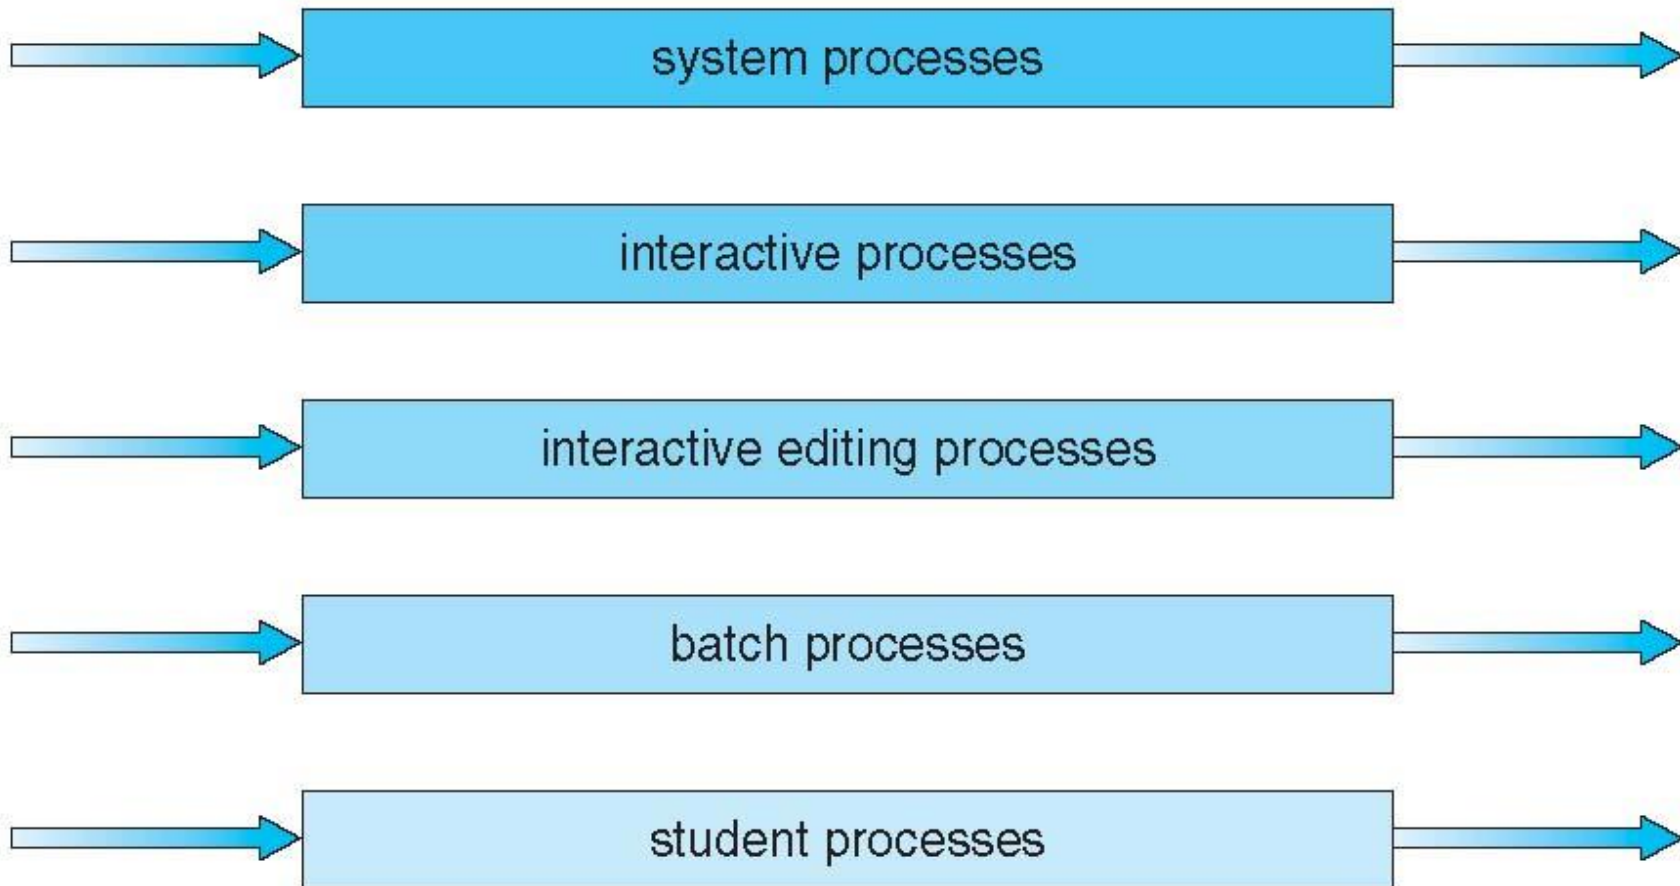 system processes
interactive processes
interactive editing processes
batch processes
student processes